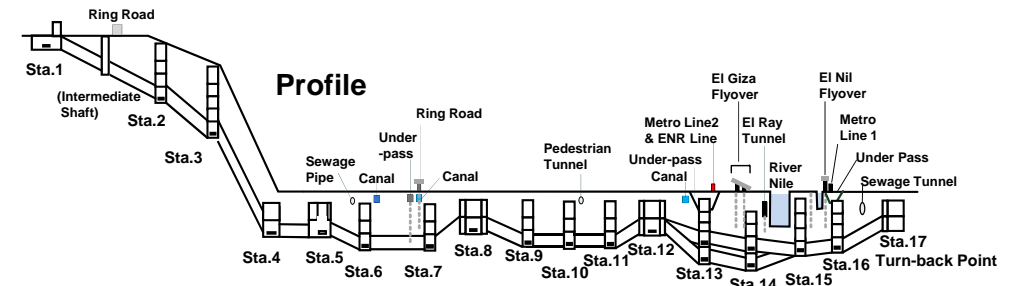 Ring Road
Sta.1
(Intermediate
Shaft)
Sta.2
Sta.3
Profile
Sta.4
Sewage
Pipe
Sta.5
Canal
Sta.6
Under
-pass
Ring Road
Canal
Sta.7
Sta.8
Sta.9
Pedestrian
Tunnel
Sta.10
Sta.11
Sta.12
Under-pass
Canal
Metro Line2
& ENR Line
Sta.13
El Giza
Flyover
El Ray
Tunnel
Sta.14
River
Nile
Sta.15
El Nil
Flyover
Metro
Line 1
Under Pass
Sewage Tunnel
Sta.16
Sta.17
Turn-back Point